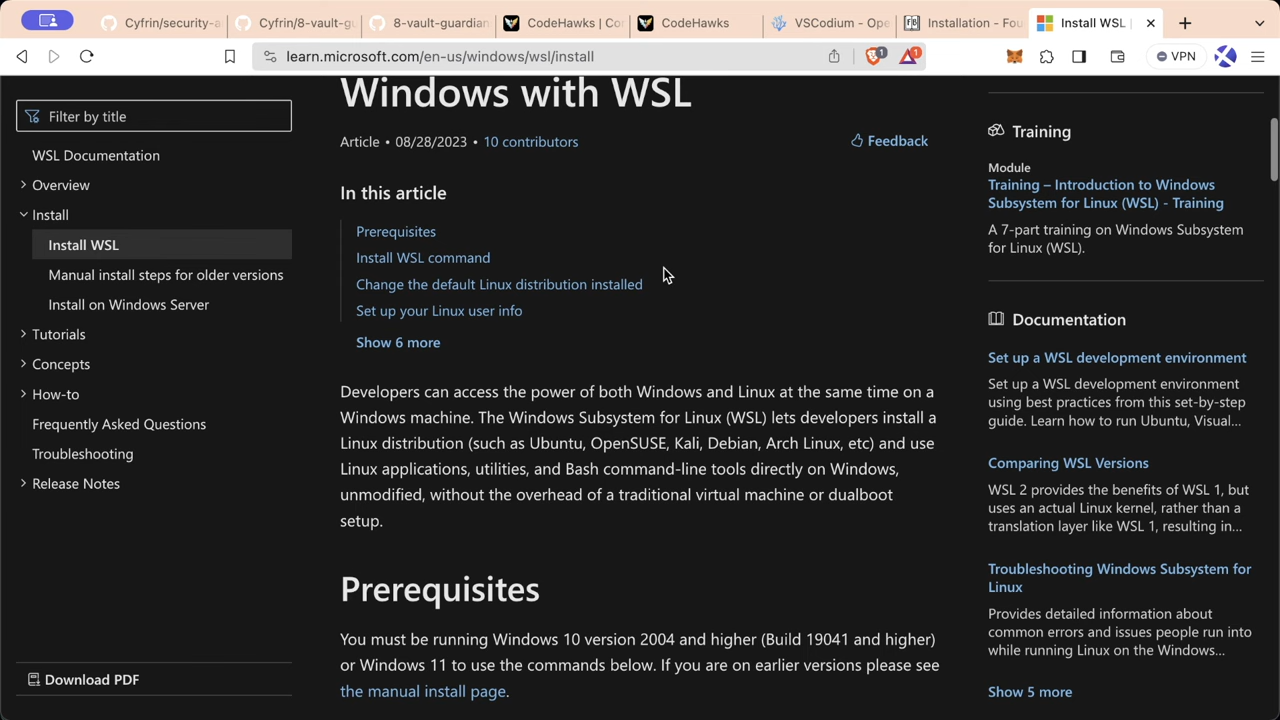 Cyfrin/security-a
Cyfrin/8-vault-gu
8-vault-guardian
CodeHawks | Co
CodeHawks
VSCodium - Ope
Installation - Fou
Install WSL |
learn.microsoft.com/en-us/windows/wsl/install
1
1
VPN
Filter by title
WSL Documentation
Overview
Install
Install WSL
Manual install steps for older versions
Install on Windows Server
Tutorials
Concepts
How-to
Frequently Asked Questions
Troubleshooting
Release Notes
Download PDF
Windows with WSL
Article • 08/28/2023 • 10 contributors
Feedback
In this article
Prerequisites
Install WSL command
Change the default Linux distribution installed
Set up your Linux user info
Show 6 more
Developers can access the power of both Windows and Linux at the same time on a
Windows machine. The Windows Subsystem for Linux (WSL) lets developers install a
Linux distribution (such as Ubuntu, OpenSUSE, Kali, Debian, Arch Linux, etc) and use
Linux applications, utilities, and Bash command-line tools directly on Windows,
unmodified, without the overhead of a traditional virtual machine or dualboot
setup.
Prerequisites
You must be running Windows 10 version 2004 and higher (Build 19041 and higher)
or Windows 11 to use the commands below. If you are on earlier versions please see
the manual install page.
Training
Module
Training – Introduction to Windows
Subsystem for Linux (WSL) - Training
A 7-part training on Windows Subsystem
for Linux (WSL).
Documentation
Set up a WSL development environment
Set up a WSL development environment
using best practices from this set-by-step
guide. Learn how to run Ubuntu, Visual...
Comparing WSL Versions
WSL 2 provides the benefits of WSL 1, but
uses an actual Linux kernel, rather than a
translation layer like WSL 1, resulting in...
Troubleshooting Windows Subsystem for
Linux
Provides detailed information about
common errors and issues people run into
while running Linux on the Windows...
Show 5 more